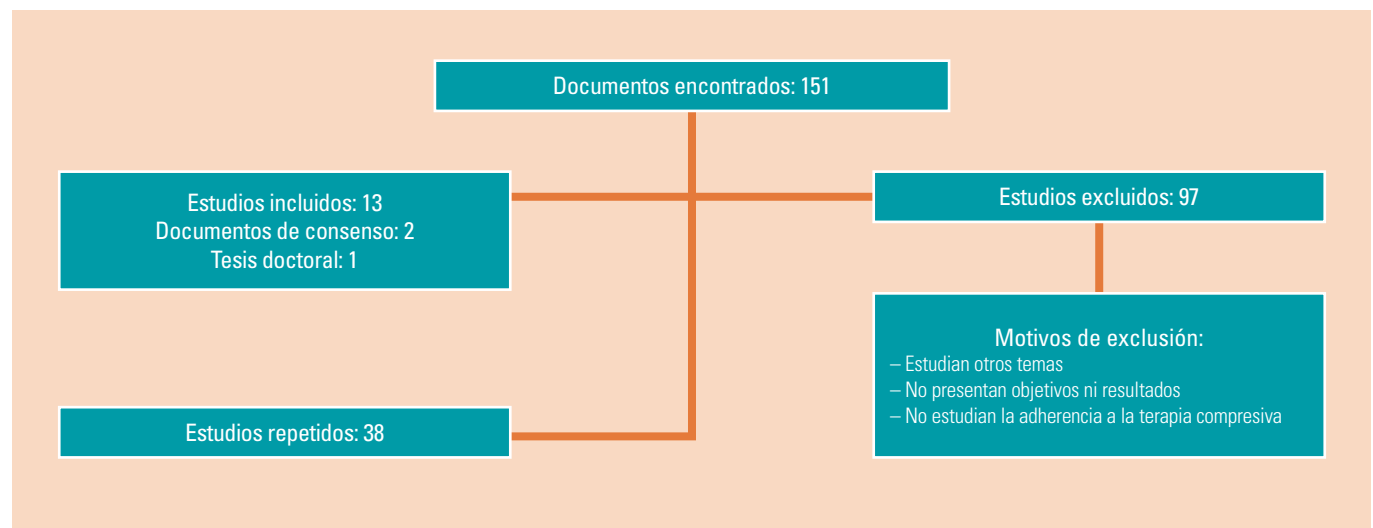 Documentos encontrados: 151
Estudios incluidos: 13
Documentos de consenso: 2
Tesis doctoral: 1
Estudios excluidos: 97
Motivos de exclusión:
– Estudian otros temas
– No presentan objetivos ni resultados
– No estudian la adherencia a la terapia compresiva
Estudios repetidos: 38